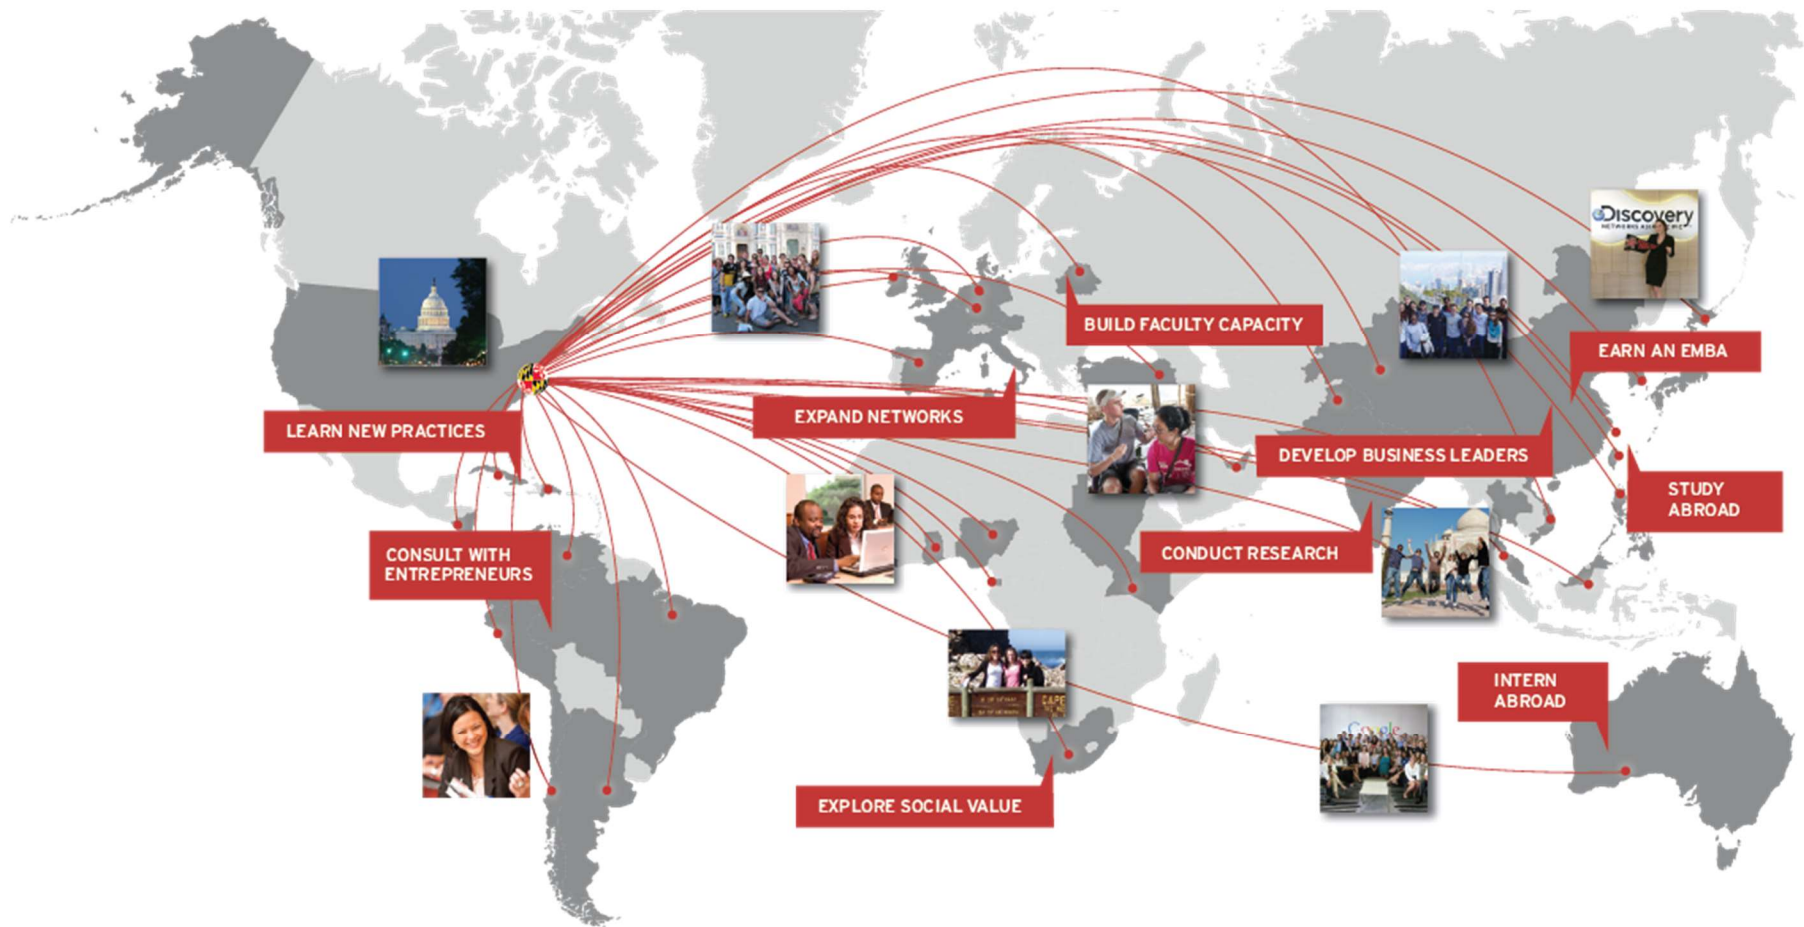 Discovery
BUILD FACULTY CAPACITY
EARN AN EMBA
EXPAND NETWORKS
LEARN NEW PRACTICES
DEVELOP BUSINESS LEADERS
STUDY
ABROAD
CONSULT WITH
ENTREPRENEURS
CONDUCT RESEARCH
INTERN
ABROAD
CAPE
Google
EXPLORE SOCIAL VALUE